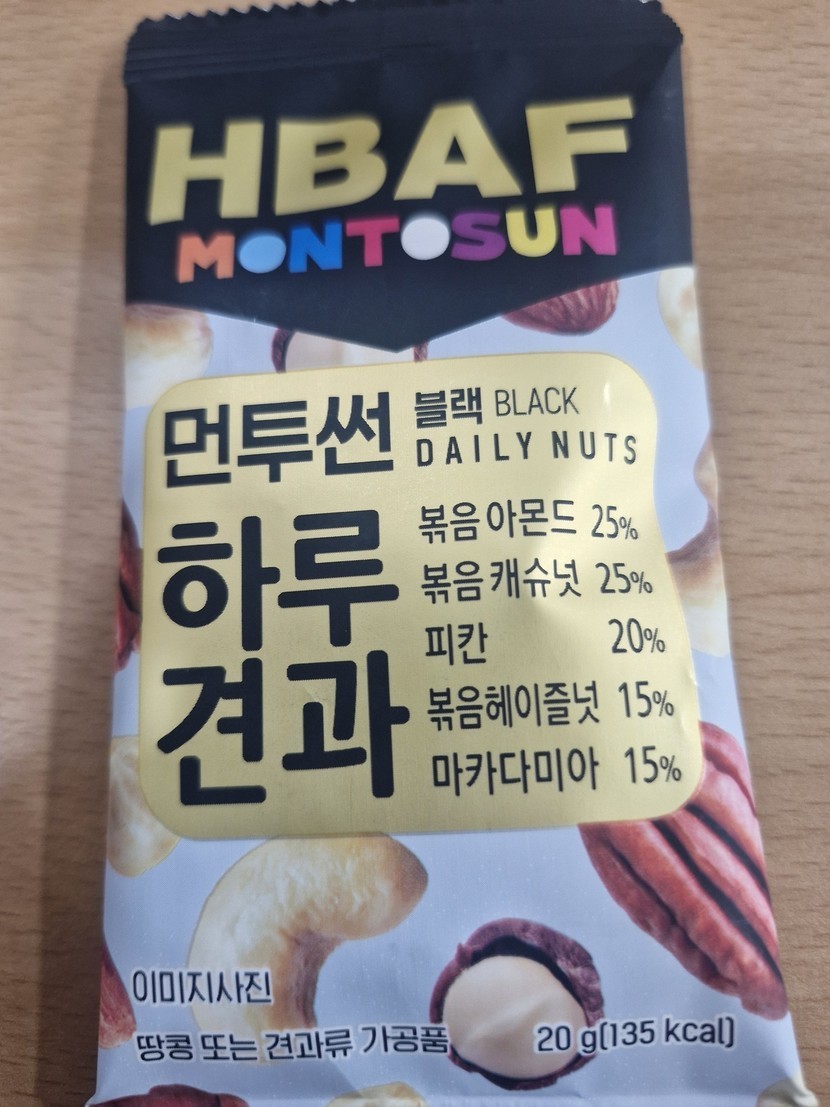 HBAF
MONTOSUN
먼투썬
블랙 BLACK
DAILY NUTS
하루
견과
볶음아몬드 25%
볶음캐슈넛 25%
피칸 20%
볶음헤이즐넛 15%
마카다미아 15%
이미지사진
땅콩 또는 견과류 가공품
20 g(135 kcal)